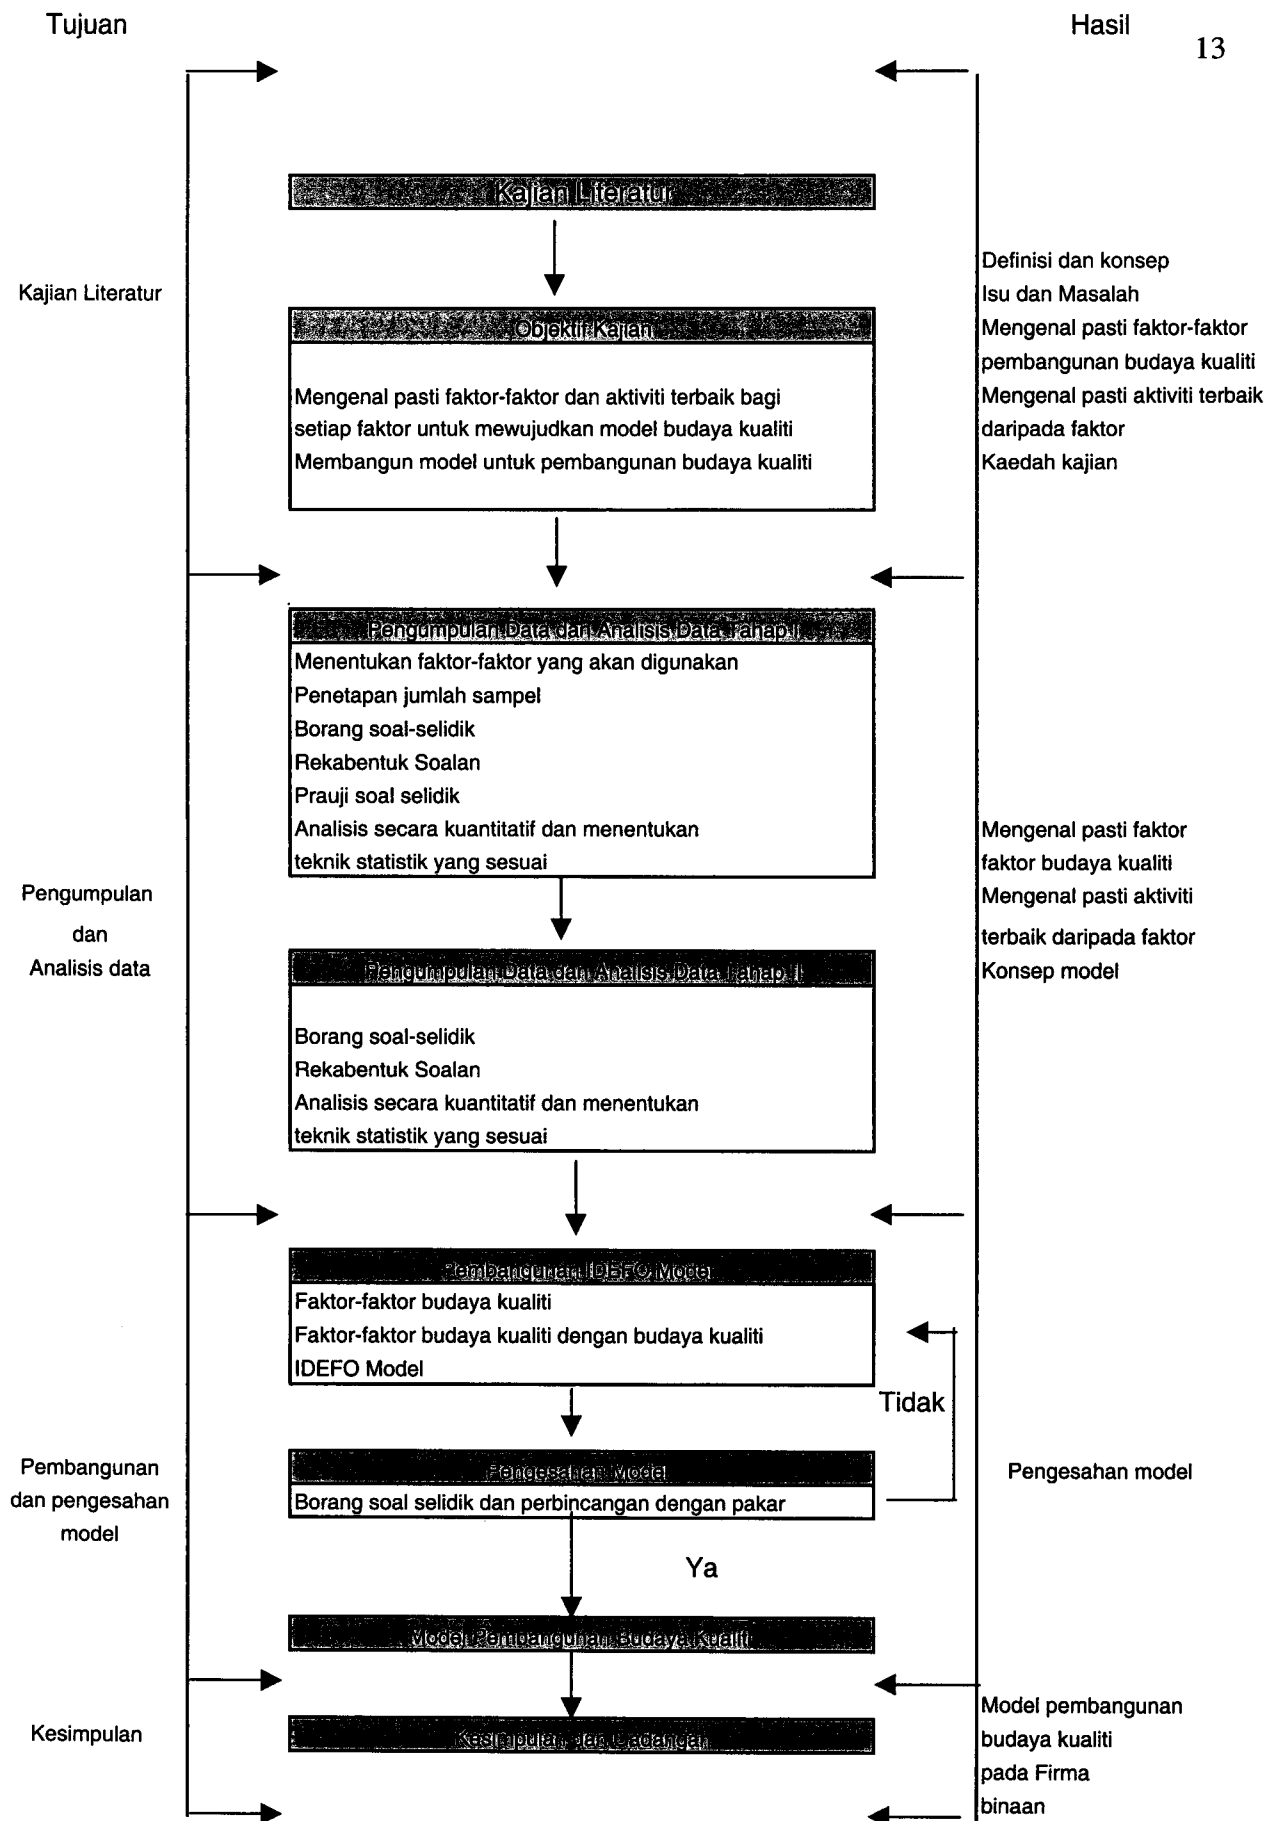 Tujuan
Hasil
13
Kajian Literatur
Kajian Literatur
Objektif Kajian
Mengenal pasti faktor-faktor dan aktiviti terbaik bagi
setiap faktor untuk mewujudkan model budaya kualiti
Membangun model untuk pembangunan budaya kualiti
Definisi dan konsep
Isu dan Masalah
Mengenal pasti faktor-faktor
pembangunan budaya kualiti
Mengenal pasti aktiviti terbaik
daripada faktor
Kaedah kajian
Pengumpulan
dan
Analisis data
Pengumpulan Data dan Analisis Data Tahap I
Menentukan faktor-faktor yang akan digunakan
Penetapan jumlah sampel
Borang soal-selidik
Rekabentuk Soalan
Prauji soal selidik
Analisis secara kuantitatif dan menentukan
teknik statistik yang sesuai
Pengumpulan Data dan Analisis Data Tahap II
Borang soal-selidik
Rekabentuk Soalan
Analisis secara kuantitatif dan menentukan
teknik statistik yang sesuai
Mengenal pasti faktor
faktor budaya kualiti
Mengenal pasti aktiviti
terbaik daripada faktor
Konsep model
Pembangunan
dan pengesahan
model
Pembangunan IDEFO Model
Faktor-faktor budaya kualiti
Faktor-faktor budaya kualiti dengan budaya kualiti
IDEFO Model
Tidak
Pengesahan Model
Borang soal selidik dan perbincangan dengan pakar
Ya
Model Pembangunan Budaya Kualiti
Pengesahan model
Kesimpulan
Kesimpulan dan Cadangan
Model pembangunan
budaya kualiti
pada Firma
binaan